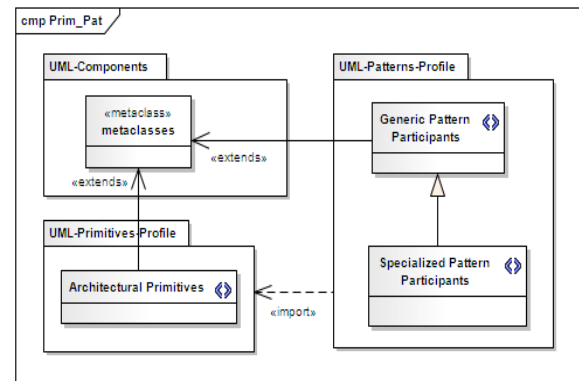 cmp Prim_Pat
UML-Components
«metaclass»
metaclasses
«extends»
UML-Primitives-Profile
Architectural Primitives
UML-Patterns-Profile
Generic Pattern
Participants
«extends»
Specialized Pattern
Participants
«import»